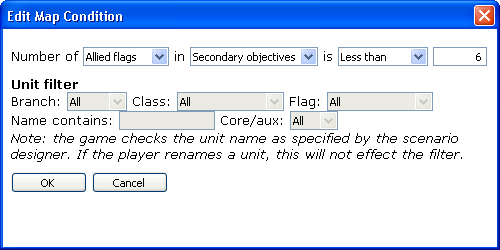 Edit Map Condition
Number of Allied flags in Secondary objectives is Less than 6
Unit filter
Branch: All Class: All Flag: All
Name contains: Core/aux: All
Note: the game checks the unit name as specified by the scenario
designer. If the player renames a unit, this will not effect the filter.
OK Cancel